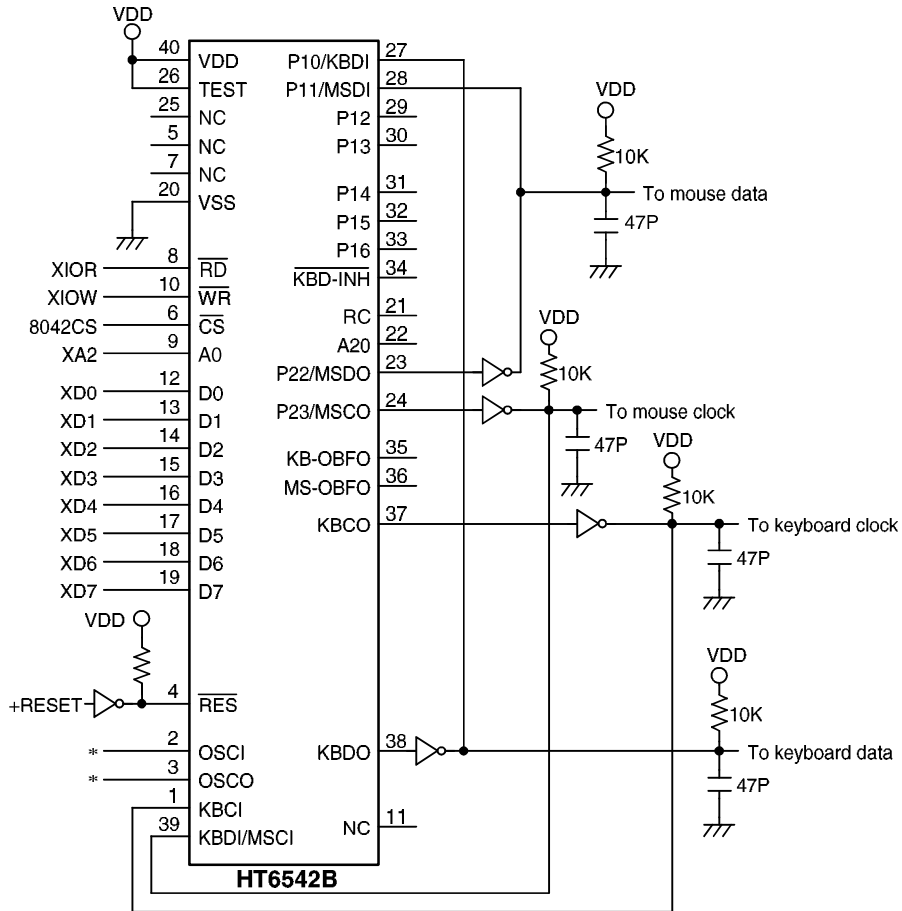 VDD
40 VDD P10/KBDI 27
26 TEST P11/MSDI 28
25 NC P12 29
5 NC P13 30
7 NC
20 VSS P14 31
P15 32
P16 33
8 KBD-INH 34
XIOR RD
XIOW 10 WR RC 21
8042CS 6 CS A20 22
XA2 9 A0 P22/MSDO 23
XD0 12 D0 P23/MSCO 24
XD1 13 D1
XD2 14 D2 KB-OBFO 35
XD3 15 D3 MS-OBFO 36
XD4 16 D4 KBCO 37
XD5 17 D5
XD6 18 D6
XD7 19 D7
VDD
+RESET 4 RES
* 2 OSCI KBDO 38
* 3 OSCO
1 KBCI
39 KBDI/MSCI NC 11
HT6542B
VDD
10K
To mouse data
47P
VDD
10K
To mouse clock
47P
VDD
10K
To keyboard clock
47P
VDD
10K
To keyboard data
47P